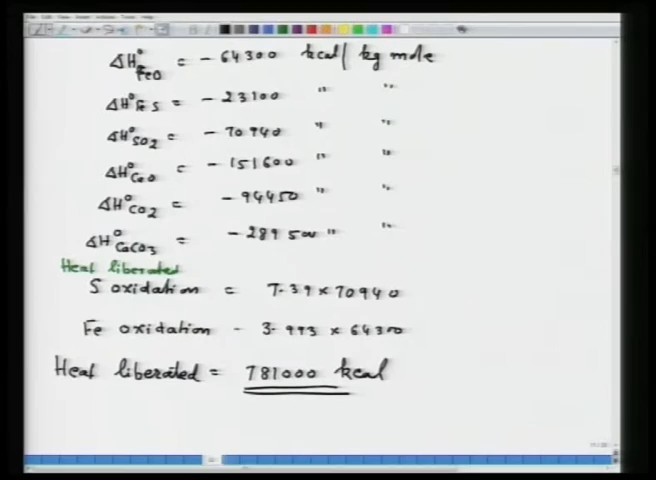 ΔH°FeO = - 64300 kcal / kg mole
ΔH°FeS = - 23100 " "
ΔH°SO2 = - 70940 " "
ΔH°CaO = - 151600 " "
ΔH°CO2 = - 94450 " "
ΔH°CaCO3 = - 289500 " "
Heat liberated
S oxidation = 7.39 x 70940
Fe oxidation - 3.993 x 64300
Heat liberated = 781000 kcal